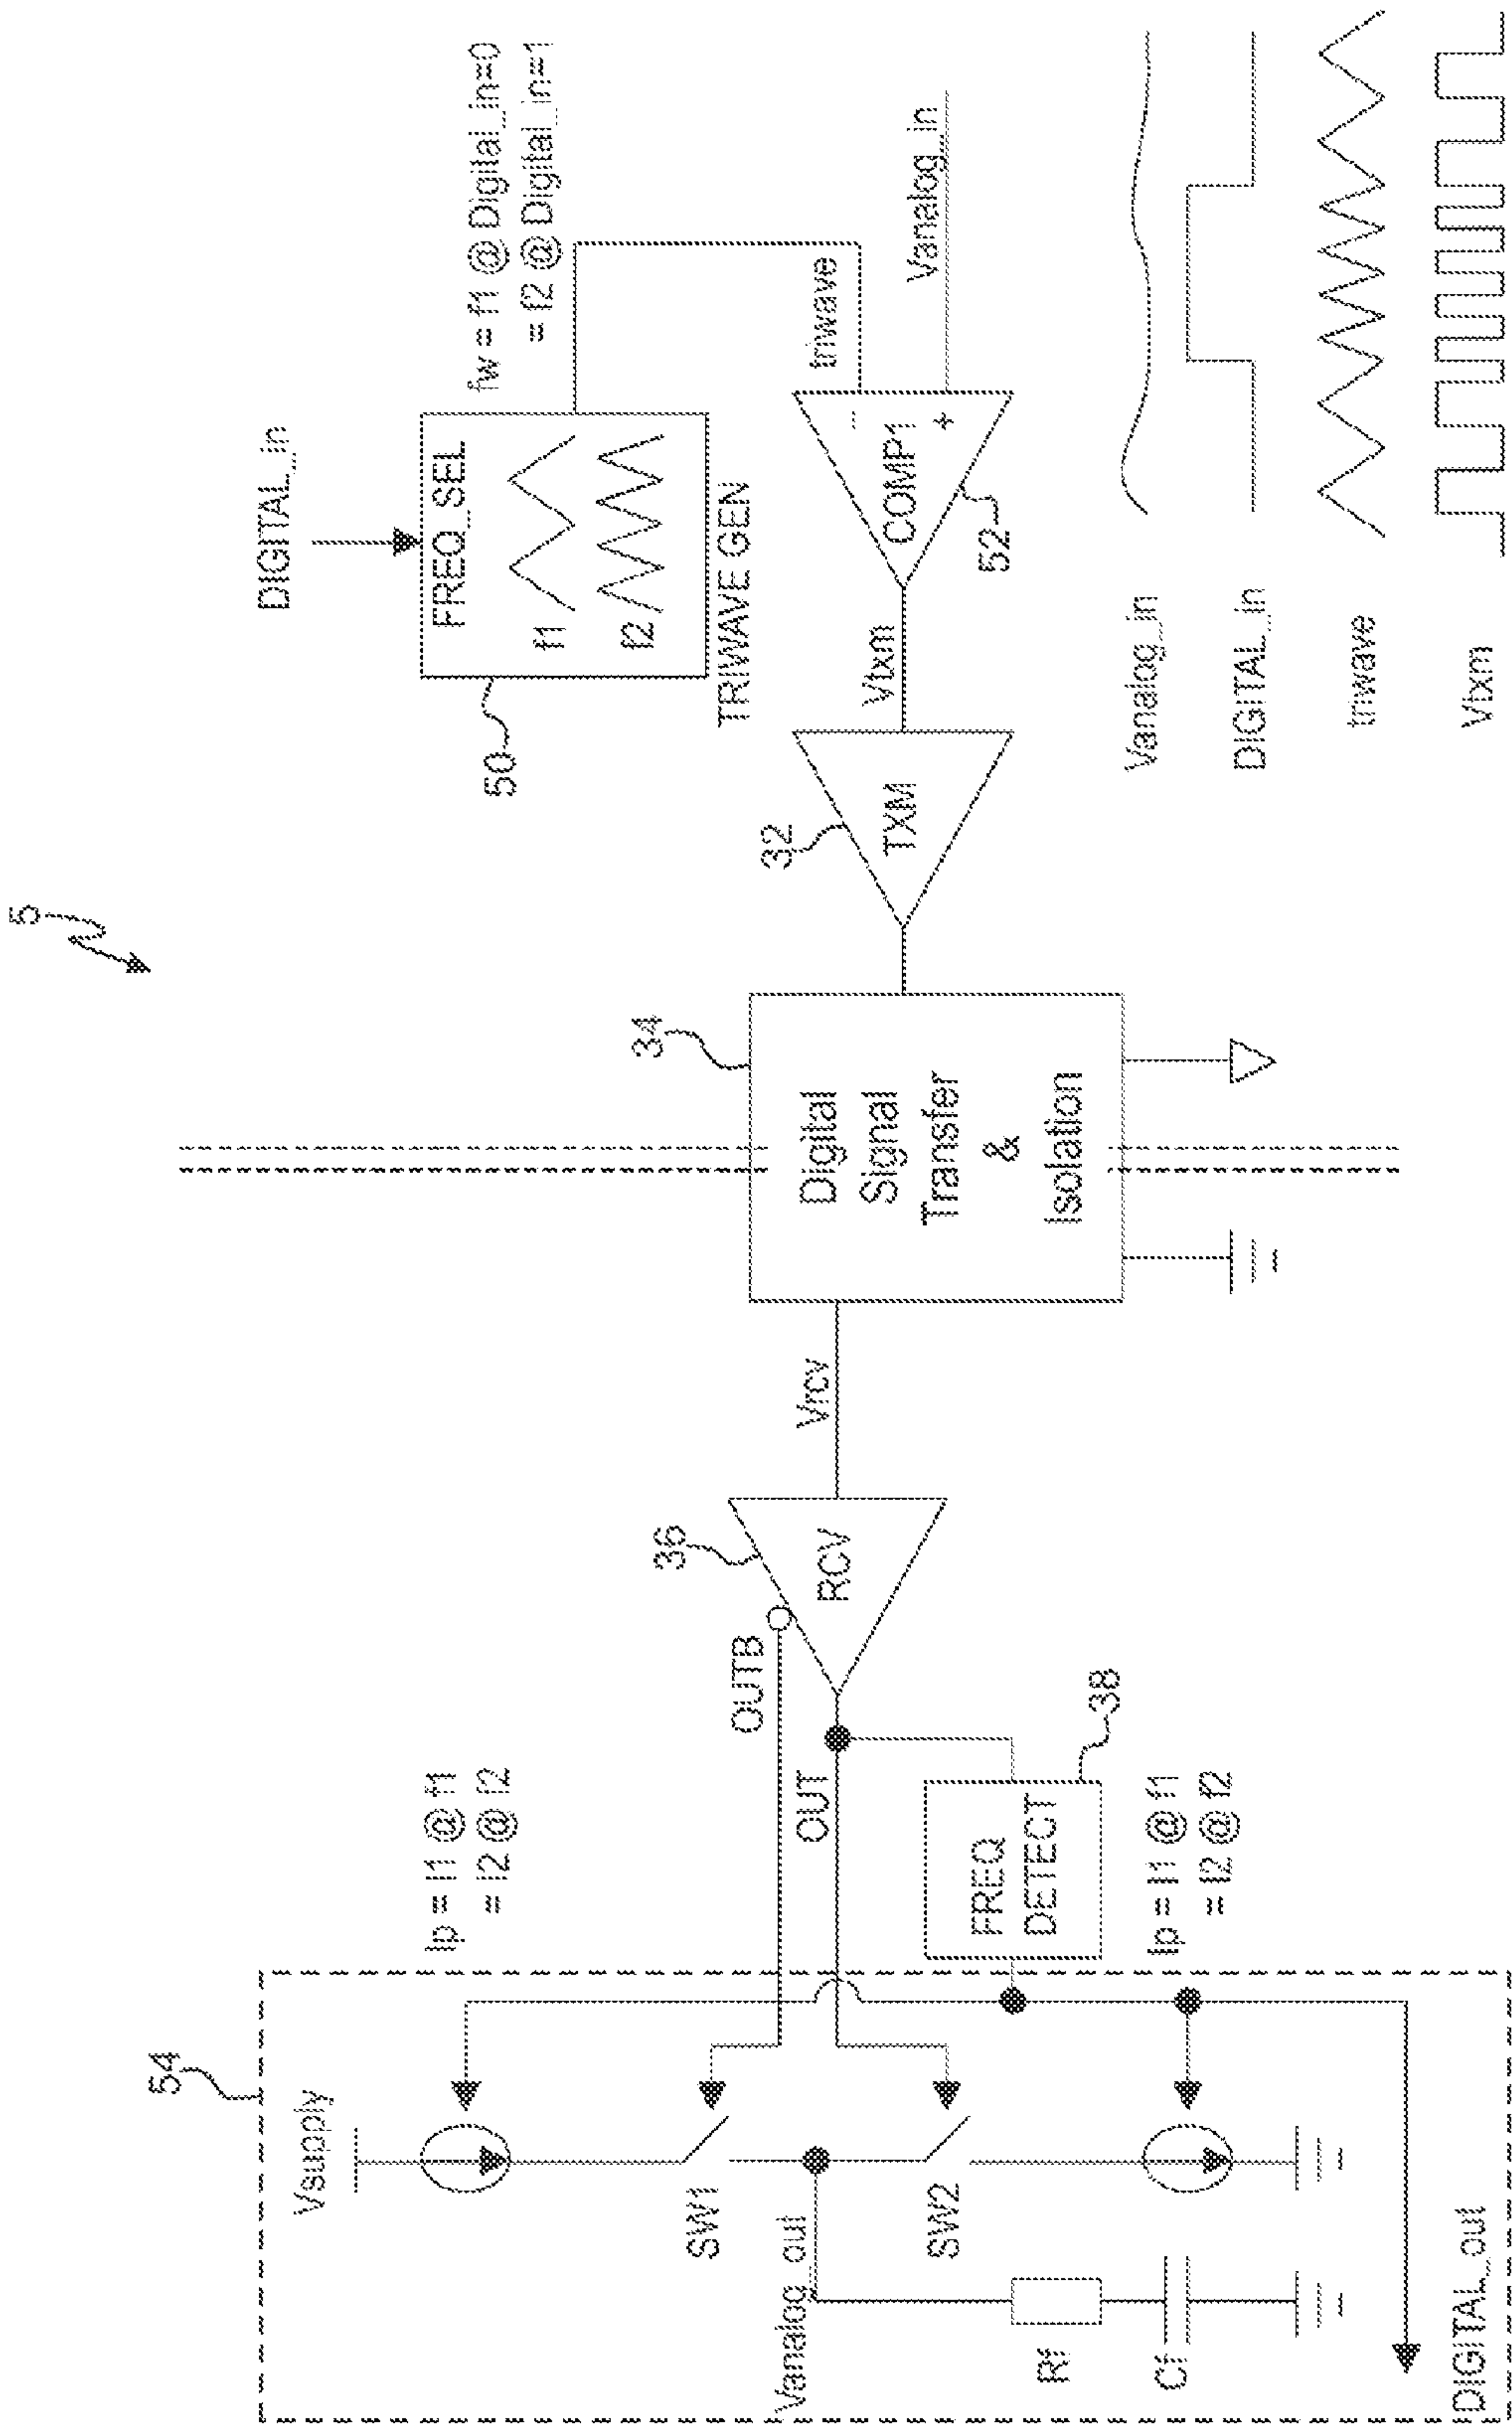 5
54
Vsupply
Ip = I1 @ f1
= I2 @ f2
SW1
Vanalog_out
SW2
Rf
Cf
DIGITAL_out
OUTB
OUT
FREQ
DETECT
38
Ip = I1 @ f1
= I2 @ f2
36
RCV
Vrcv
34
Digital
Signal
Transfer
&
Isolation
32
TXM
Vtxm
DIGITAL_in
FREQ_SEL
f1
f2
50
TRIWAVE GEN
fw = f1 @ Digital_in=0
= f2 @ Digital_in=1
triwave
Vanalog_in
COMP1
−
+
52
Vanalog_in
DIGITAL_in
triwave
Vtxm